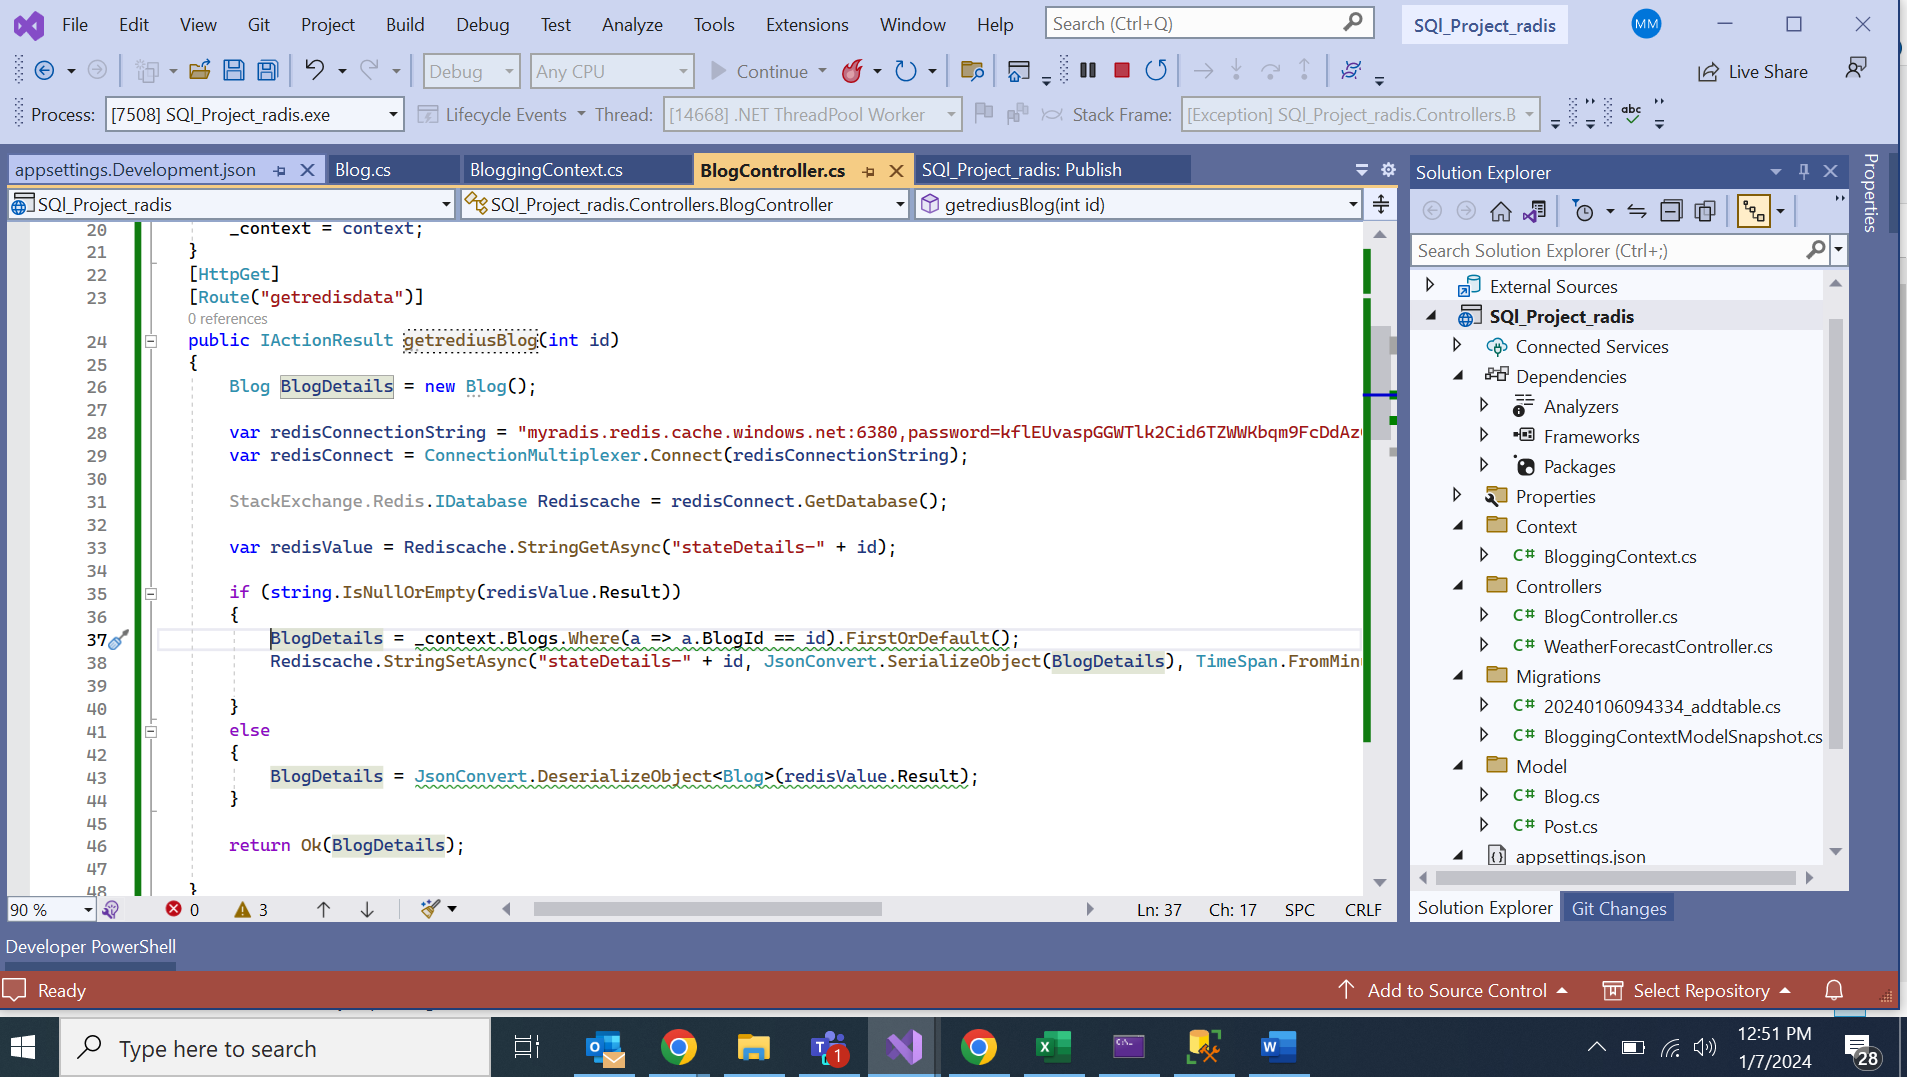 File Edit View Git Project Build Debug Test Analyze Tools Extensions Window Help Search (Ctrl+Q) SQl_Project_radis MM
Debug Any CPU Continue Live Share
Process: [7508] SQl_Project_radis.exe Lifecycle Events Thread: [14668] .NET ThreadPool Worker Stack Frame: [Exception] SQl_Project_radis.Controllers.B abc
appsettings.Development.json Blog.cs BloggingContext.cs BlogController.cs SQl_Project_radis: Publish
SQl_Project_radis SQl_Project_radis.Controllers.BlogController getrediusBlog(int id)
20 _context = context;
21 }
22 [HttpGet]
23 [Route("getredisdata")]
0 references
24 public IActionResult getrediusBlog(int id)
25 {
26 Blog BlogDetails = new Blog();
27
28 var redisConnectionString = "myradis.redis.cache.windows.net:6380,password=kflEUvaspGGWTlk2Cid6TZWWKbqm9FcDdAz
29 var redisConnect = ConnectionMultiplexer.Connect(redisConnectionString);
30
31 StackExchange.Redis.IDatabase Rediscache = redisConnect.GetDatabase();
32
33 var redisValue = Rediscache.StringGetAsync("stateDetails-" + id);
34
35 if (string.IsNullOrEmpty(redisValue.Result))
36 {
37 BlogDetails = _context.Blogs.Where(a => a.BlogId == id).FirstOrDefault();
38 Rediscache.StringSetAsync("stateDetails-" + id, JsonConvert.SerializeObject(BlogDetails), TimeSpan.FromMin
39
40 }
41 else
42 {
43 BlogDetails = JsonConvert.DeserializeObject<Blog>(redisValue.Result);
44 }
45
46 return Ok(BlogDetails);
47
48 }
90 % 0 3 Ln: 37 Ch: 17 SPC CRLF
Solution Explorer
Search Solution Explorer (Ctrl+;)
External Sources
SQl_Project_radis
Connected Services
Dependencies
Analyzers
Frameworks
Packages
Properties
Context
C# BloggingContext.cs
Controllers
C# BlogController.cs
C# WeatherForecastController.cs
Migrations
C# 20240106094334_addtable.cs
C# BloggingContextModelSnapshot.cs
Model
C# Blog.cs
C# Post.cs
appsettings.json
Solution Explorer Git Changes
Properties
Developer PowerShell
Ready Add to Source Control Select Repository
Type here to search 1 12:51 PM
1/7/2024 28